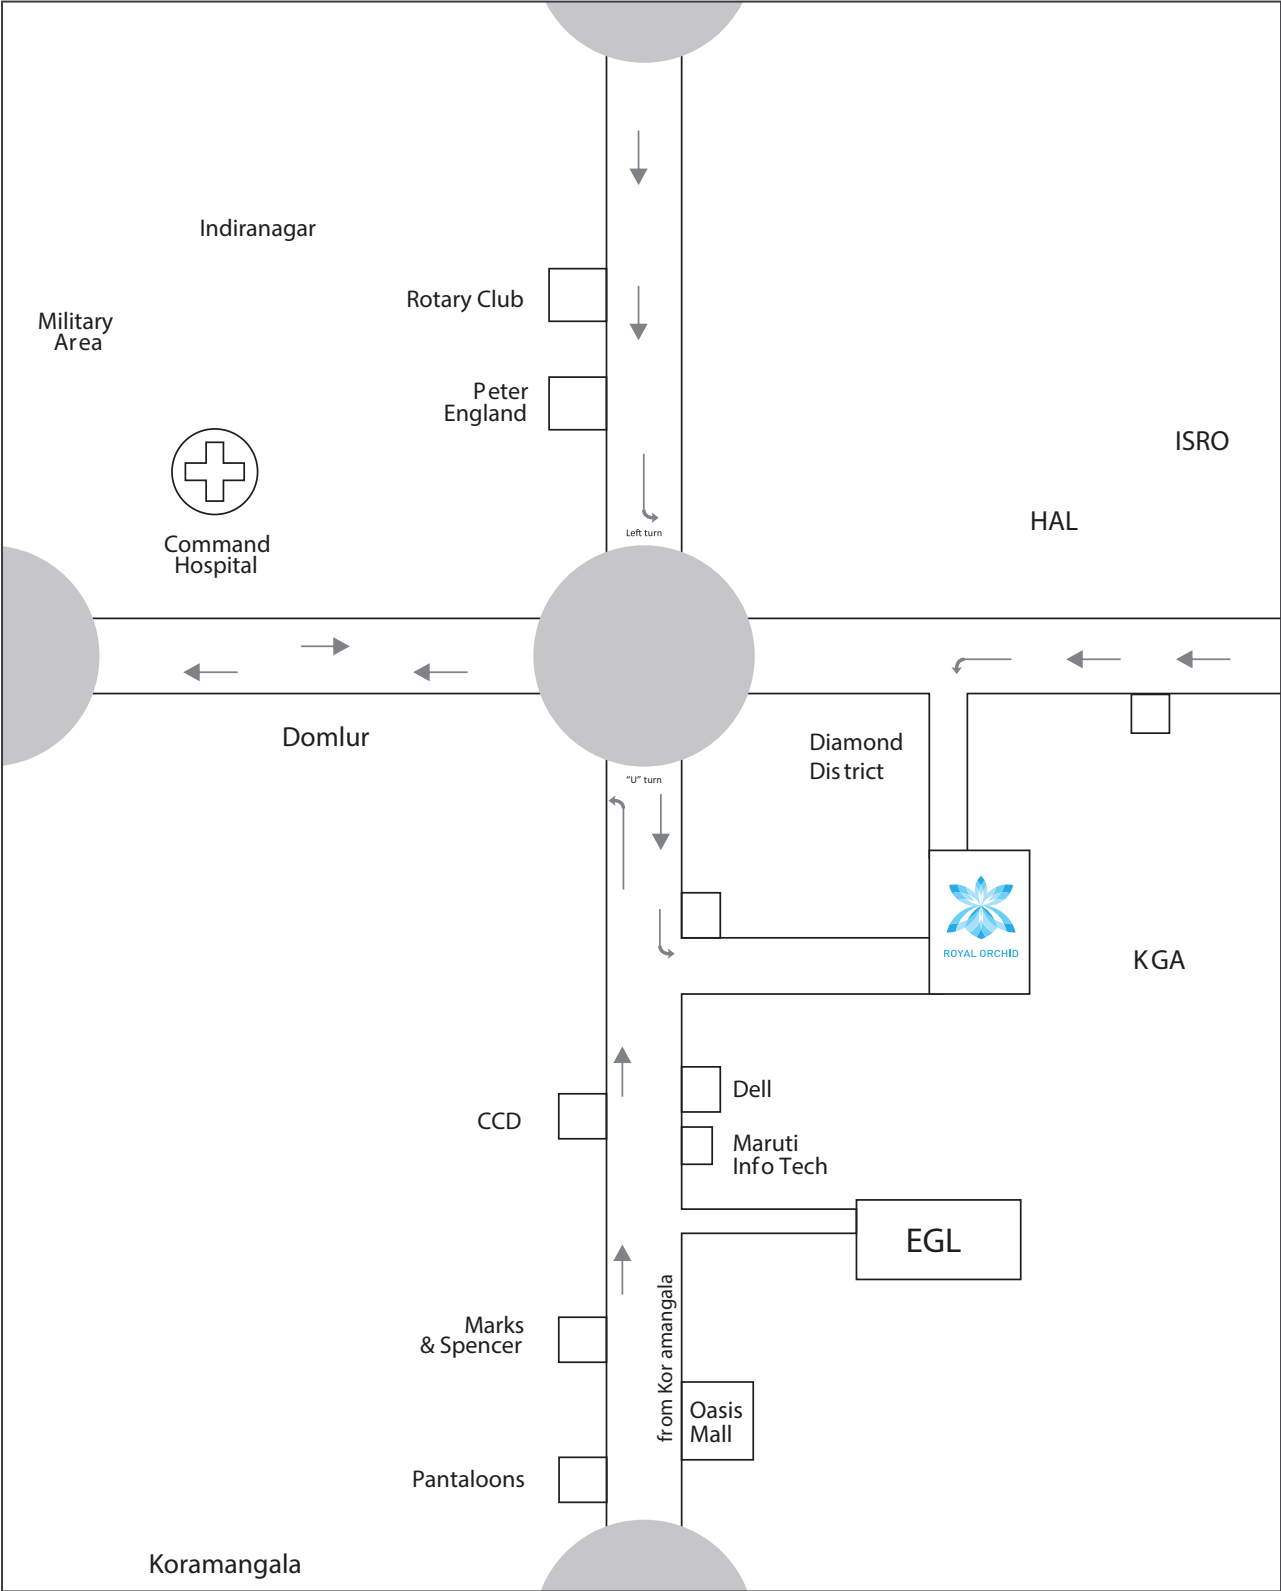 Indiranagar
Rotary Club
Military
Area
Peter
England
ISRO
HAL
Left turn
Command
Hospital
Domlur
Diamond
District
"U" turn
ROYAL ORCHID
KGA
Dell
CCD
Maruti
Info Tech
EGL
from Koramangala
Marks
& Spencer
Oasis
Mall
Pantaloons
Koramangala